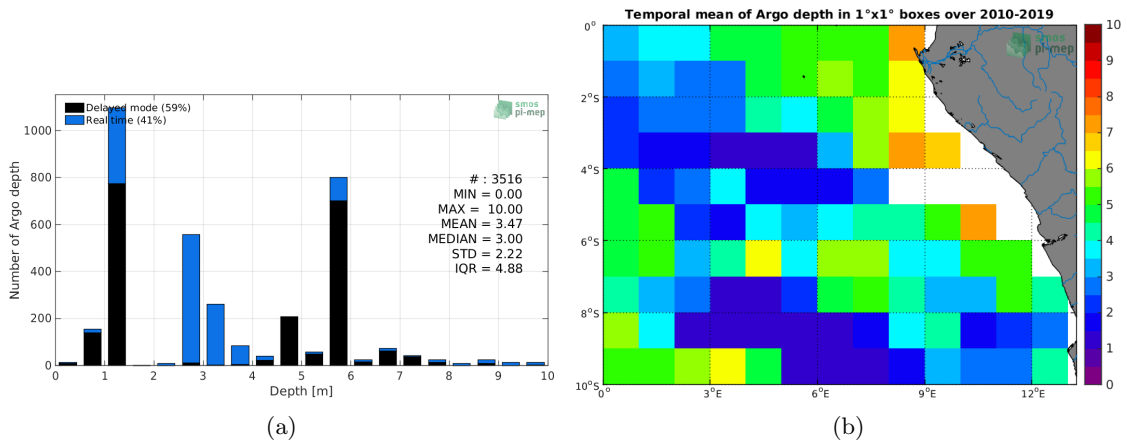 Temporal mean of Argo depth in 1°x1° boxes over 2010-2019
Delayed mode (59%)
Real time (41%)
smos
pi-mep
# : 3516
MIN = 0.00
MAX = 10.00
MEAN = 3.47
MEDIAN = 3.00
STD = 2.22
IQR = 4.88
Number of Argo depth
1000
800
600
400
200
0
0 1 2 3 4 5 6 7 8 9 10
Depth [m]
(a)
smos
pi-mep
0°
2°S
4°S
6°S
8°S
10°S
0° 3°E 6°E 9°E 12°E
10
9
8
7
6
5
4
3
2
1
0
(b)